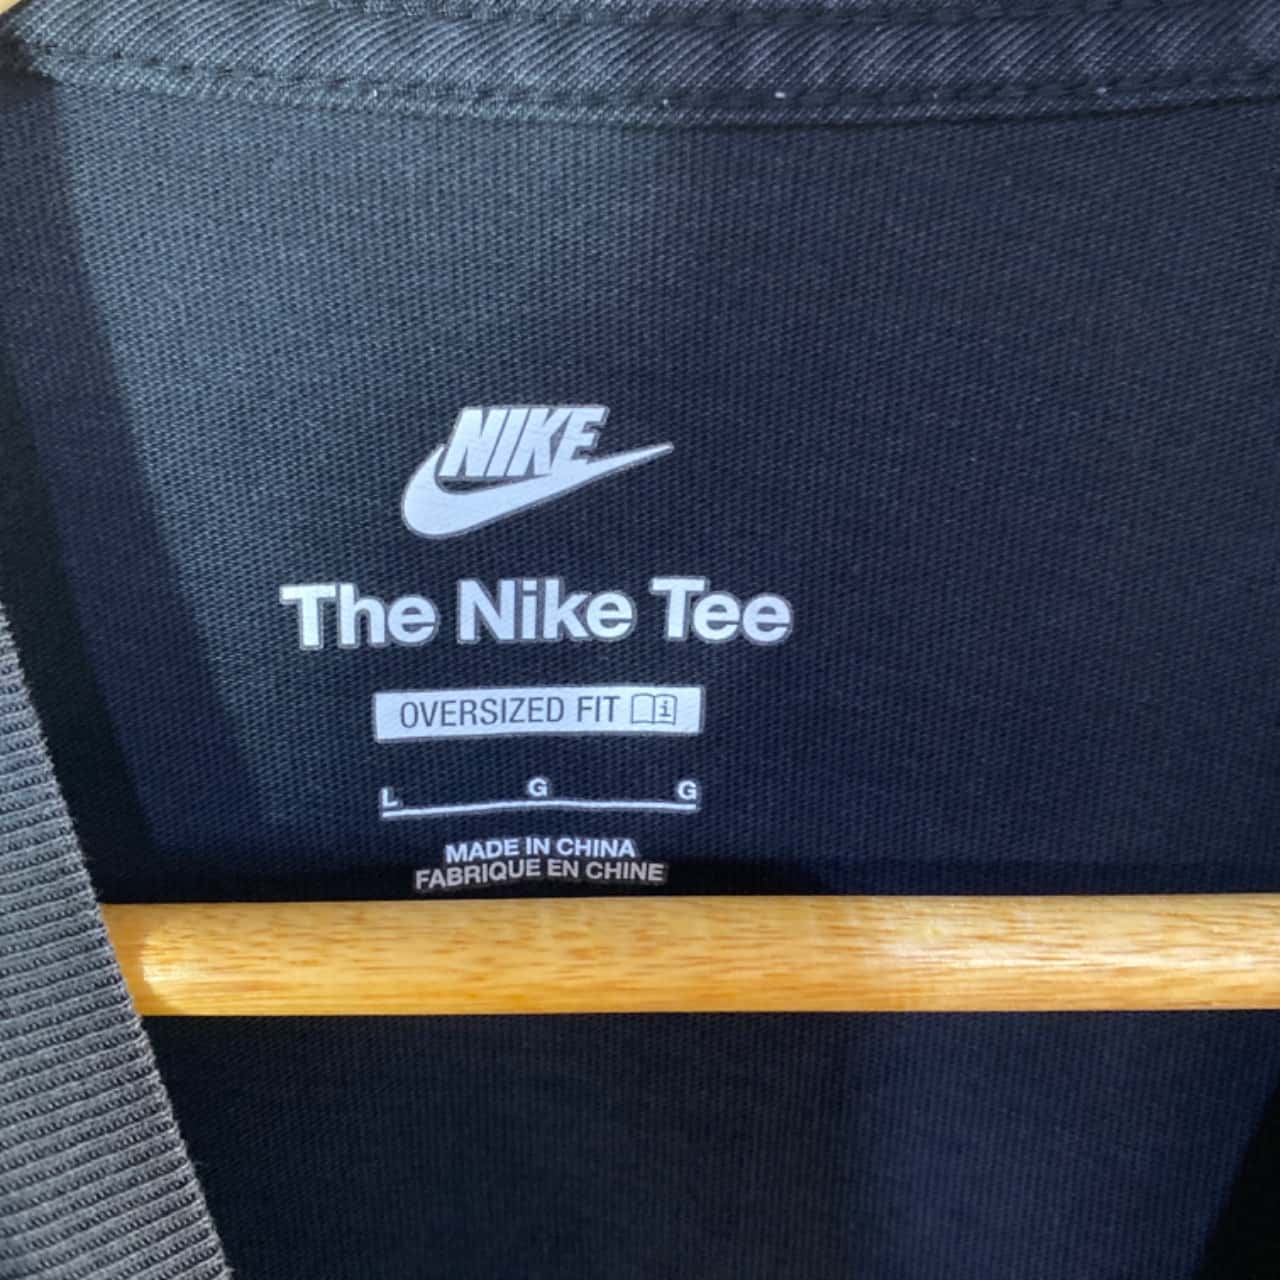 NIKE
The Nike Tee
OVERSIZED FIT i
L G G
MADE IN CHINA
FABRIQUE EN CHINE